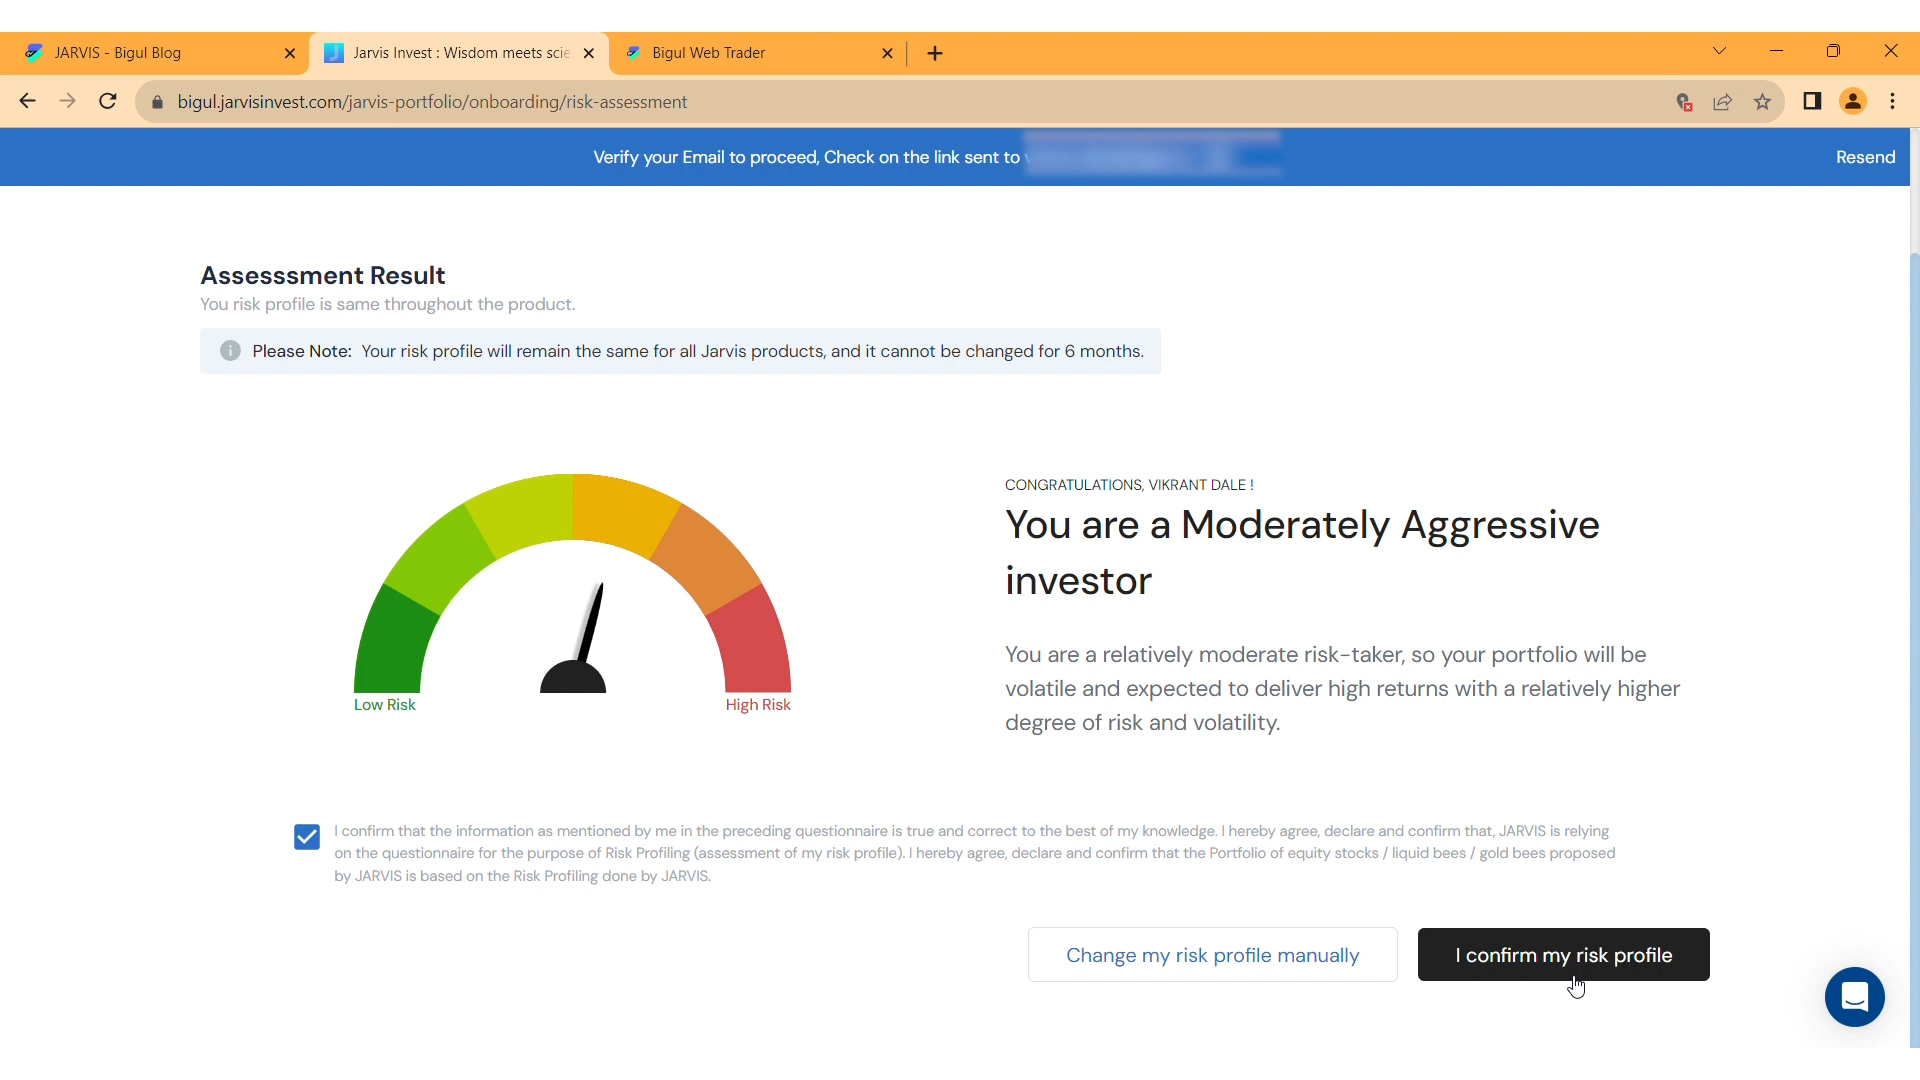 JARVIS - Bigul Blog
Jarvis Invest : Wisdom meets scie
Bigul Web Trader
bigul.jarvisinvest.com/jarvis-portfolio/onboarding/risk-assessment
Verify your Email to proceed, Check on the link sent to
Resend
Assesssment Result
You risk profile is same throughout the product.
Please Note: Your risk profile will remain the same for all Jarvis products, and it cannot be changed for 6 months.
Low Risk
High Risk
CONGRATULATIONS, VIKRANT DALE !
You are a Moderately Aggressive
investor
You are a relatively moderate risk-taker, so your portfolio will be
volatile and expected to deliver high returns with a relatively higher
degree of risk and volatility.
I confirm that the information as mentioned by me in the preceding questionnaire is true and correct to the best of my knowledge. I hereby agree, declare and confirm that, JARVIS is relying
on the questionnaire for the purpose of Risk Profiling (assessment of my risk profile). I hereby agree, declare and confirm that the Portfolio of equity stocks / liquid bees / gold bees proposed
by JARVIS is based on the Risk Profiling done by JARVIS.
Change my risk profile manually
I confirm my risk profile